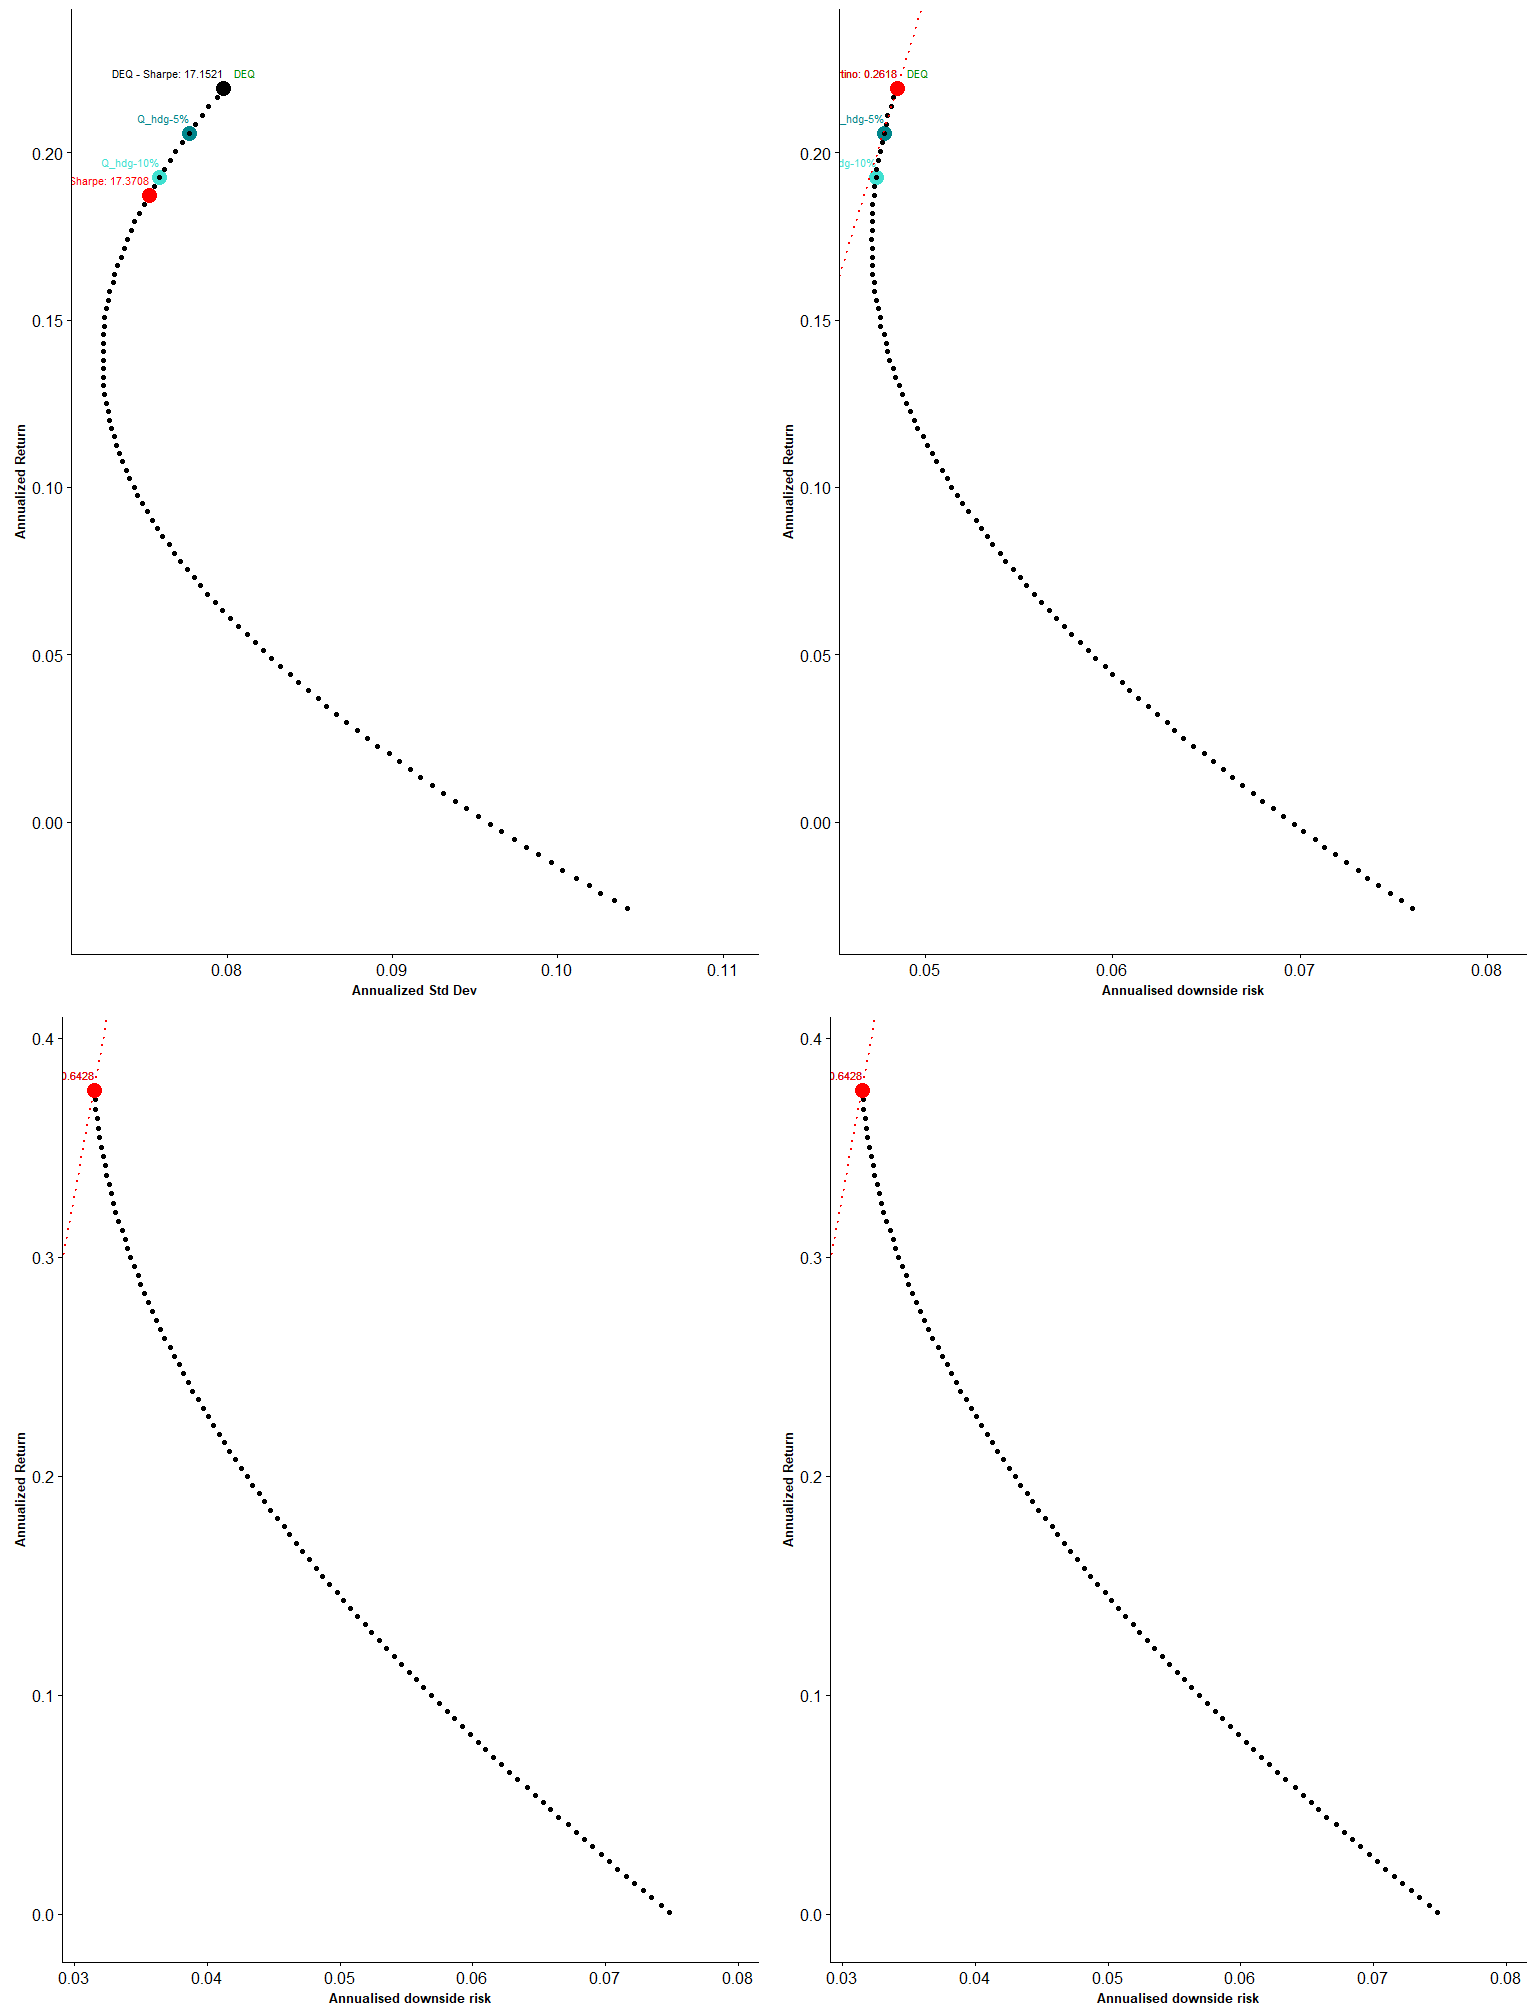 DEQ - Sharpe: 17.1521 DEQ
Q_hdg-5%
0.20
Q_hdg-10%
Sharpe: 17.3708
0.15
0.10
0.05
0.00
Annualized Return
0.08 0.09 0.10 0.11
Annualized Std Dev
rtino: 0.2618 DEQ
_hdg-5%
0.20
dg-10%
0.15
0.10
0.05
0.00
Annualized Return
0.05 0.06 0.07 0.08
Annualised downside risk
0.4
0.6428
0.3
0.2
0.1
0.0
Annualized Return
0.03 0.04 0.05 0.06 0.07 0.08
Annualised downside risk
0.4
0.6428
0.3
0.2
0.1
0.0
Annualized Return
0.03 0.04 0.05 0.06 0.07 0.08
Annualised downside risk